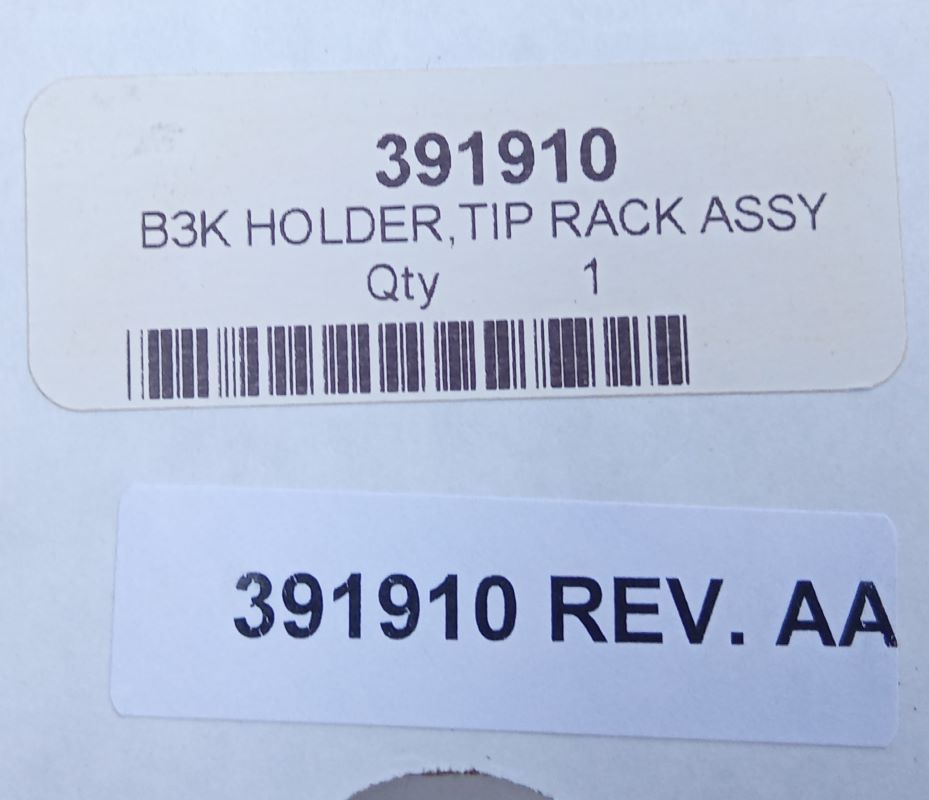 391910
B3K HOLDER,TIP RACK ASSY
Qty 1
391910 REV. AA